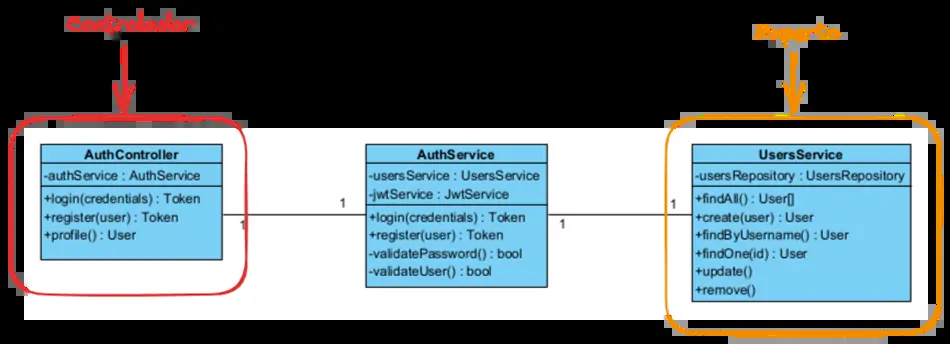 Controlador
Experto
AuthController
-authService : AuthService
+login(credentials) : Token
+register(user) : Token
+profile() : User
1
1
AuthService
-usersService : UsersService
-jwtService : JwtService
+login(credentials) : Token
+register(user) : Token
-validatePassword() : bool
-validateUser() : bool
1
1
UsersService
-usersRepository : UsersRepository
+findAll() : User[]
+create(user) : User
+findByUsername() : User
+findOne(id) : User
+update()
+remove()